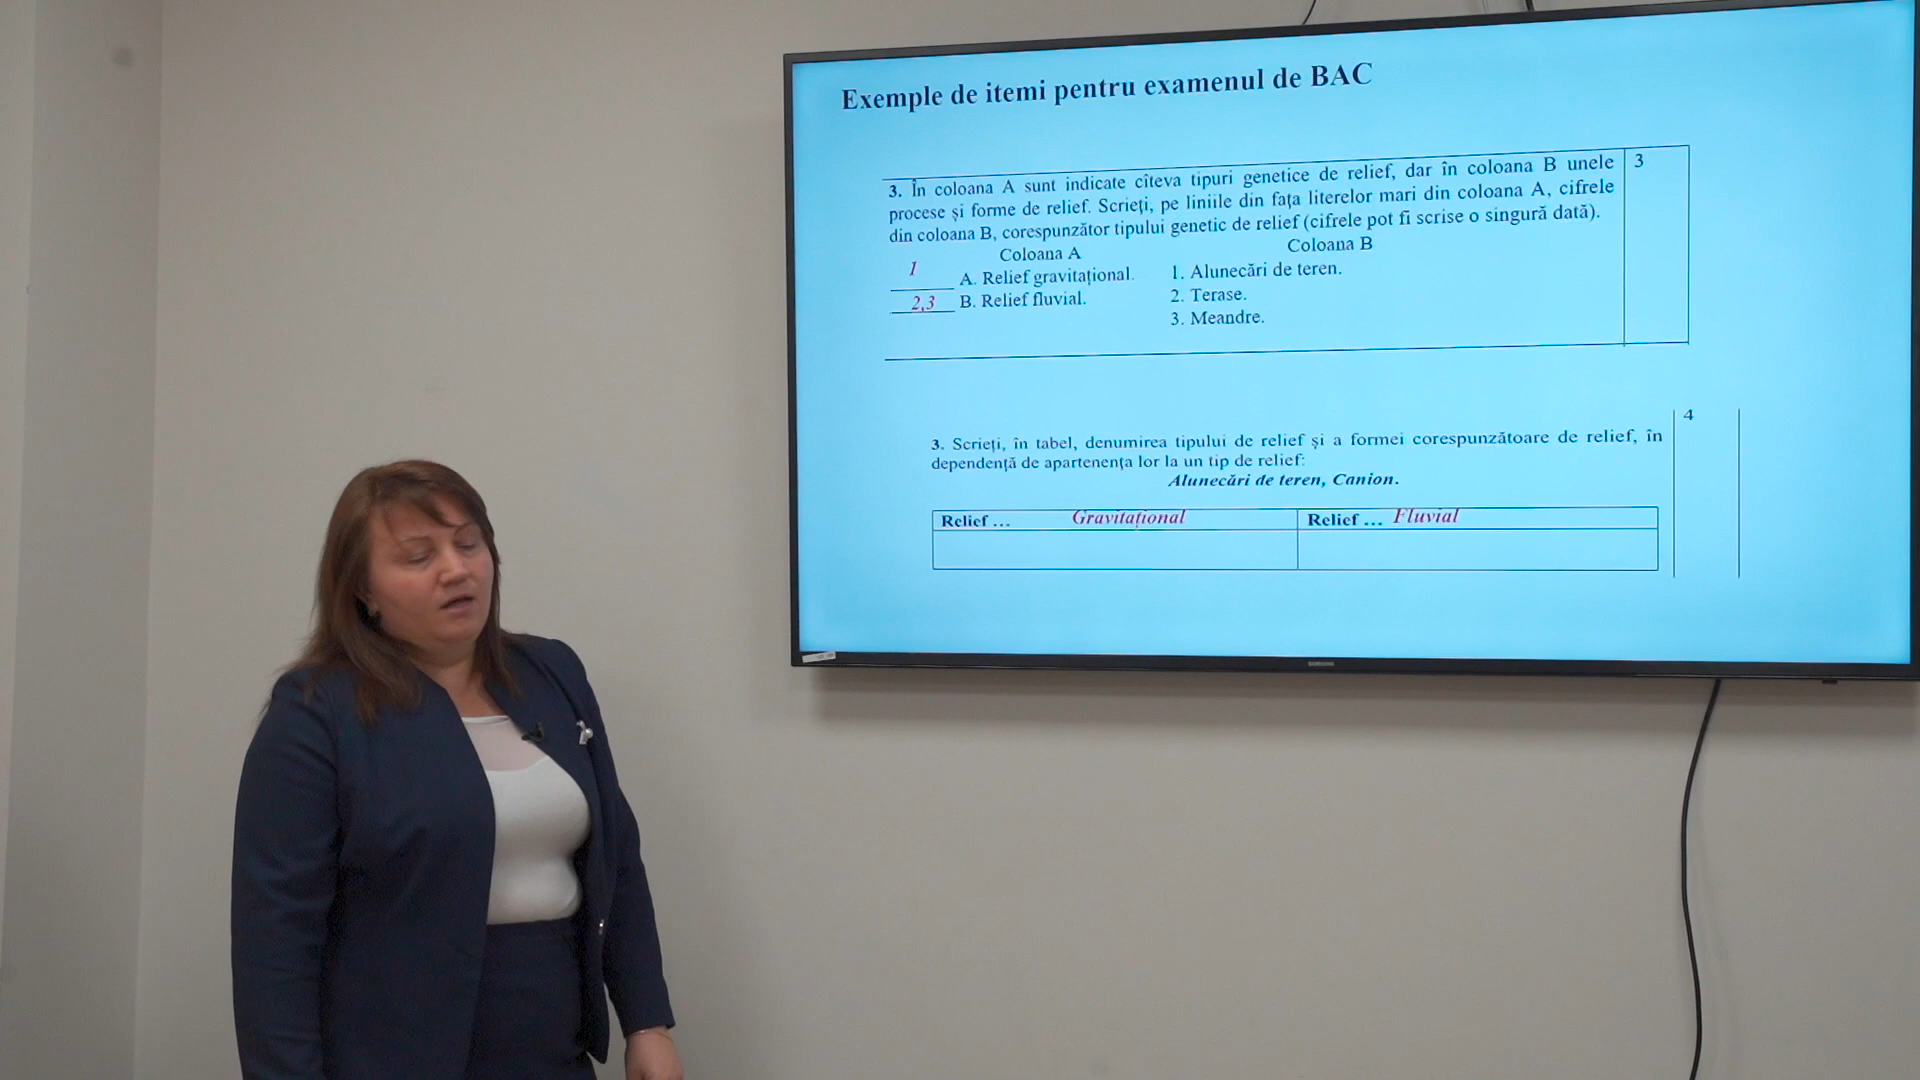 Exemple de itemi pentru examenul de BAC
3. În coloana A sunt indicate cîteva tipuri genetice de relief, dar în coloana B unele
procese și forme de relief. Scrieți, pe liniile din fața literelor mari din coloana A, cifrele
din coloana B, corespunzător tipului genetic de relief (cifrele pot fi scrise o singură dată).
3
Coloana A
Coloana B
1
A. Relief gravitațional.
1. Alunecări de teren.
2,3
B. Relief fluvial.
2. Terase.
3. Meandre.
3. Scrieți, în tabel, denumirea tipului de relief și a formei corespunzătoare de relief, în
dependență de apartenența lor la un tip de relief:
Alunecări de teren, Canion.
4
Relief ... Gravitațional
Relief ... Fluvial
SAMSUNG